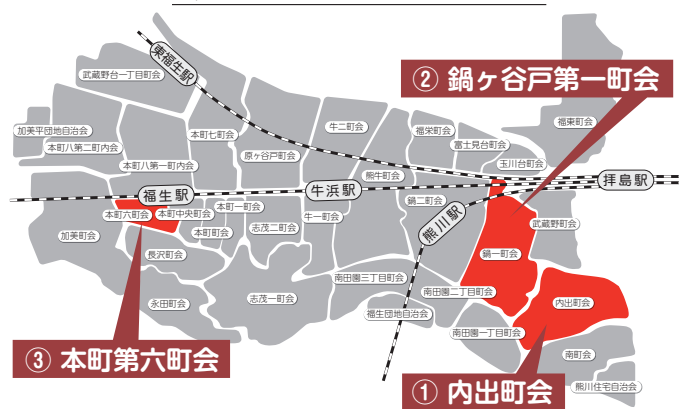 東福生駅
武蔵野台一丁目町会
② 鍋ヶ谷戸第一町会
加美平団地自治会
本町八第二町内会
本町七町会
牛二町会
福栄町会
富士見台町会
福東町会
原ヶ谷戸町会
玉川台町会
本町八第一町内会
熊牛町会
福生駅
牛浜駅
拝島駅
本町六町会
本町中央町会
本町一町会
鍋二町会
牛一町会
武蔵野町会
加美町会
本町町会
志茂二町会
熊川駅
長沢町会
鍋一町会
南田園三丁目町会
永田町会
志茂一町会
南田園二丁目町会
内出町会
福生団地自治会
南田園一丁目町会
③ 本町第六町会
南町会
① 内出町会
熊川住宅自治会